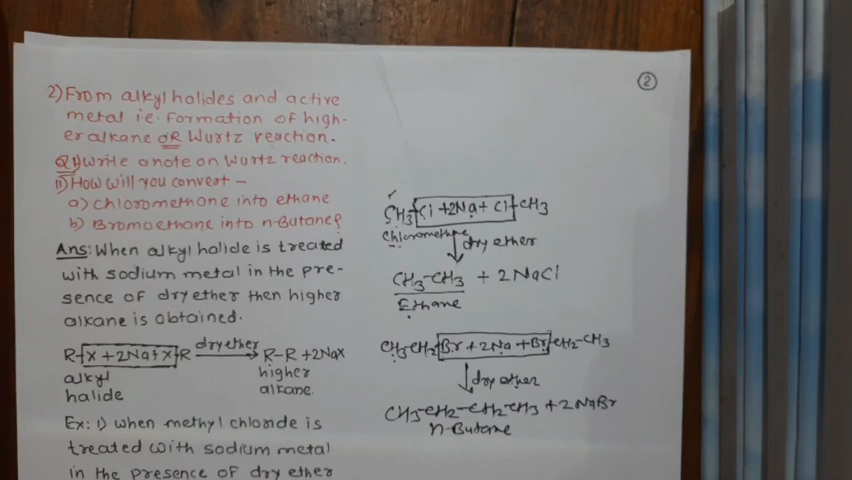 2
2) From alkyl halides and active
metal i.e. formation of high-
er alkane OR Wurtz reaction.
Q1) Write a note on Wurtz reaction.
ii) How will you convert -
a) chloromethane into ethane
b) Bromoethane into n-Butane?
Ans: When alkyl halide is treated
with sodium metal in the pre-
sence of dry ether then higher
alkane is obtained.
R-X + 2Na + X-R dry ether → R-R + 2NaX
alkyl halide higher alkane.
Ex: 1) when methyl chloride is
treated with sodium metal
in the presence of dry ether
CH3-Cl + 2Na + Cl-CH3
chloromethane
↓ dry ether
CH3-CH3 + 2NaCl
Ethane
CH3CH2-Br + 2Na + Br-CH2-CH3
↓ dry ether
CH3-CH2-CH2-CH3 + 2NaBr
n-Butane